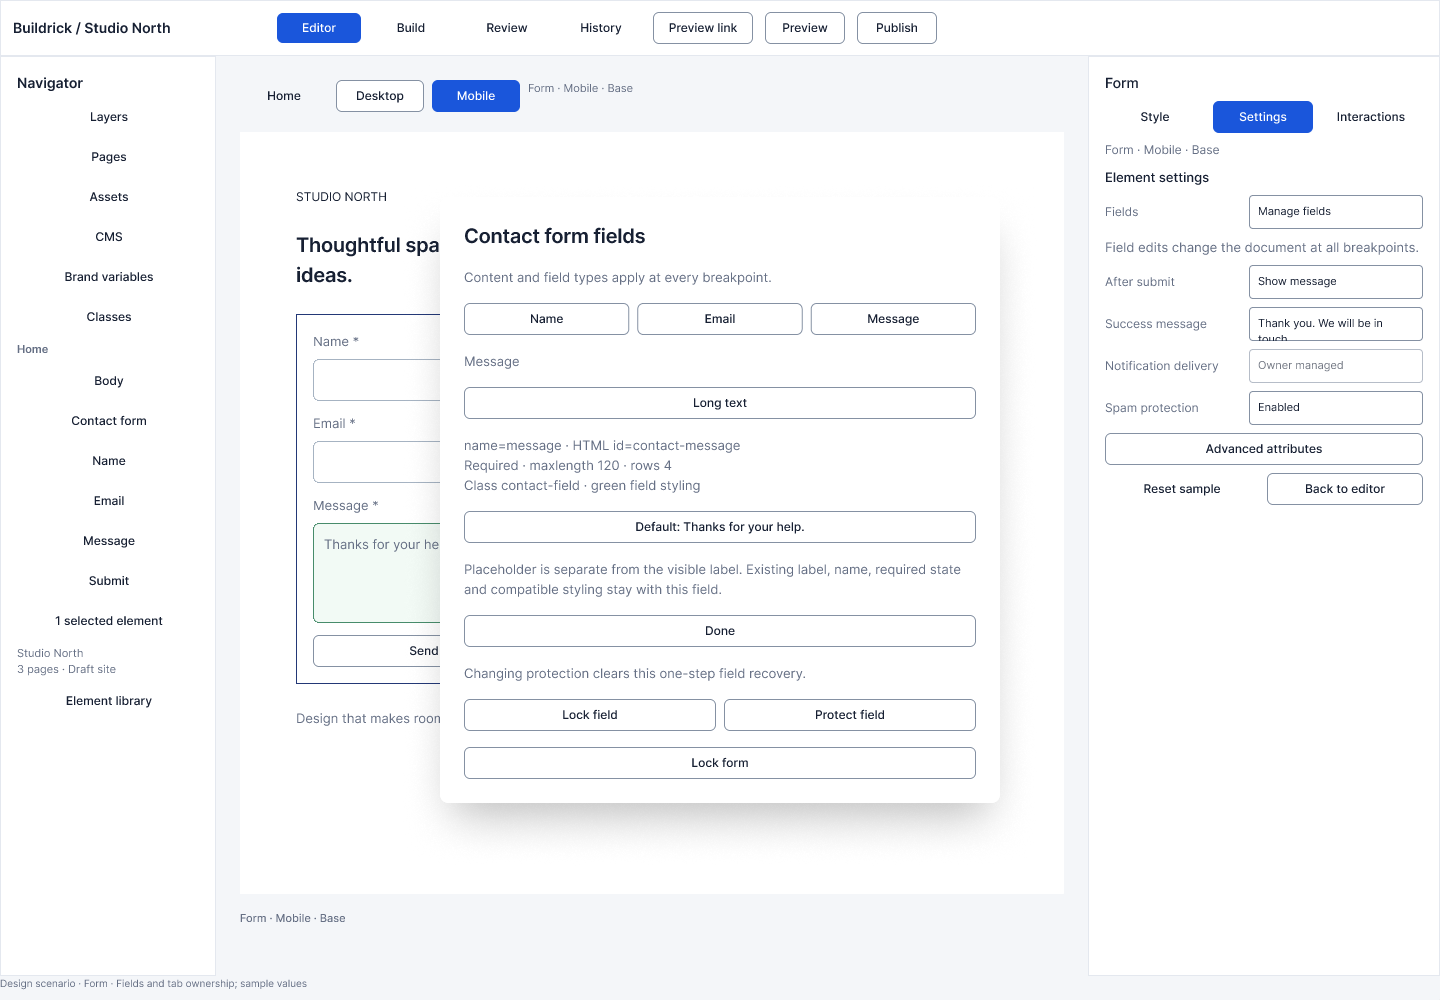 Buildrick / Studio North
Editor
Build
Review
History
Preview link
Preview
Publish
Navigator
Layers
Pages
Assets
CMS
Brand variables
Classes
Home
Body
Contact form
Name
Email
Message
Submit
1 selected element
Studio North
3 pages · Draft site
Element library
Home
Desktop
Mobile
Form · Mobile · Base
STUDIO NORTH
Thoughtful spa
ideas.
Name *
Email *
Message *
Thanks for your he
Send
Design that makes room
Contact form fields
Content and field types apply at every breakpoint.
Name
Email
Message
Message
Long text
name=message · HTML id=contact-message
Required · maxlength 120 · rows 4
Class contact-field · green field styling
Default: Thanks for your help.
Placeholder is separate from the visible label. Existing label, name, required state
and compatible styling stay with this field.
Done
Changing protection clears this one-step field recovery.
Lock field
Protect field
Lock form
Form · Mobile · Base
Form
Style
Settings
Interactions
Form · Mobile · Base
Element settings
Fields
Manage fields
Field edits change the document at all breakpoints.
After submit
Show message
Success message
Thank you. We will be in
touch
Notification delivery
Owner managed
Spam protection
Enabled
Advanced attributes
Reset sample
Back to editor
Design scenario · Form · Fields and tab ownership; sample values